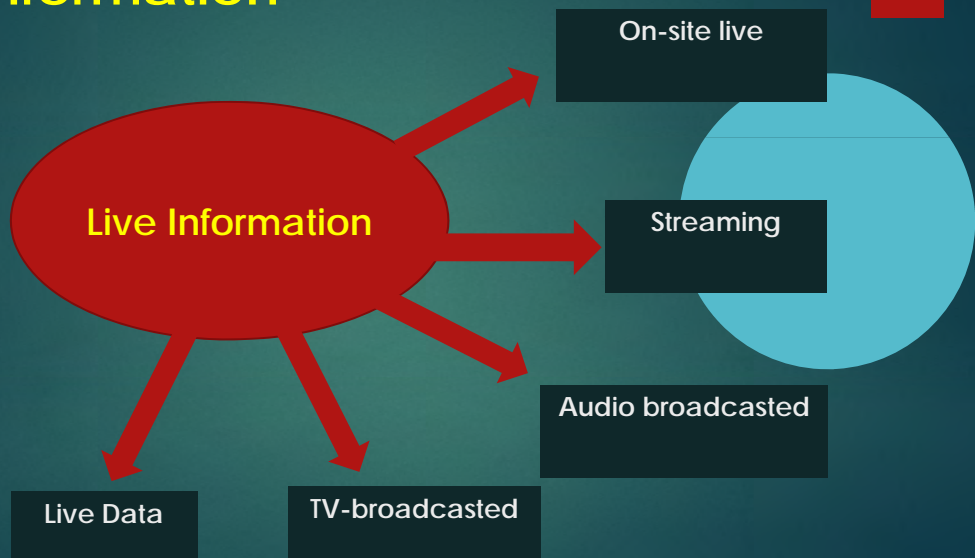 On-site live
Live Information
Streaming
Audio broadcasted
Live Data
TV-broadcasted